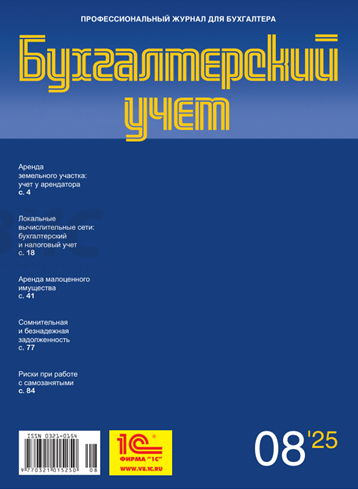 ПРОФЕССИОНАЛЬНЫЙ ЖУРНАЛ ДЛЯ БУХГАЛТЕРА
Бухгалтерский
учет
Аренда
земельного участка:
учет у арендатора
с. 4
Локальные
вычислительные сети:
бухгалтерский
и налоговый учет
с. 18
Аренда малоценного
имущества
с. 41
Сомнительная
и безнадежная
задолженность
с. 77
Риски при работе
с самозанятыми
с. 84
ISSN 0321-0154
9 770321 015250
08
1С®
ФИРМА "1С"
WWW.V8.1C.RU
08'25